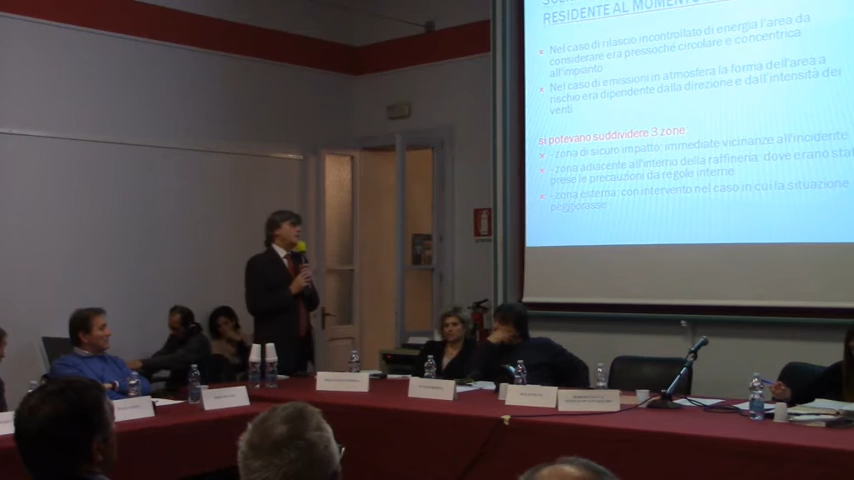 RESIDENTE AL MOMENTO
Nel caso di rilascio incontrollato di energia l'area da
considerare era pressoché circolare e concentrica
all'impianto
Nel caso di emissioni in atmosfera la forma dell'area a
rischio era dipendente dalla direzione e dall'intensità dei
venti
si potevano suddividere 3 zone:
- zona di sicuro impatto: immediate vicinanze all'incidente
- zona adiacente all'interno della raffineria: dove erano
prese le precauzioni da regole interne
- zona esterna: con intervento nel caso in cui la situazione
peggiorasse